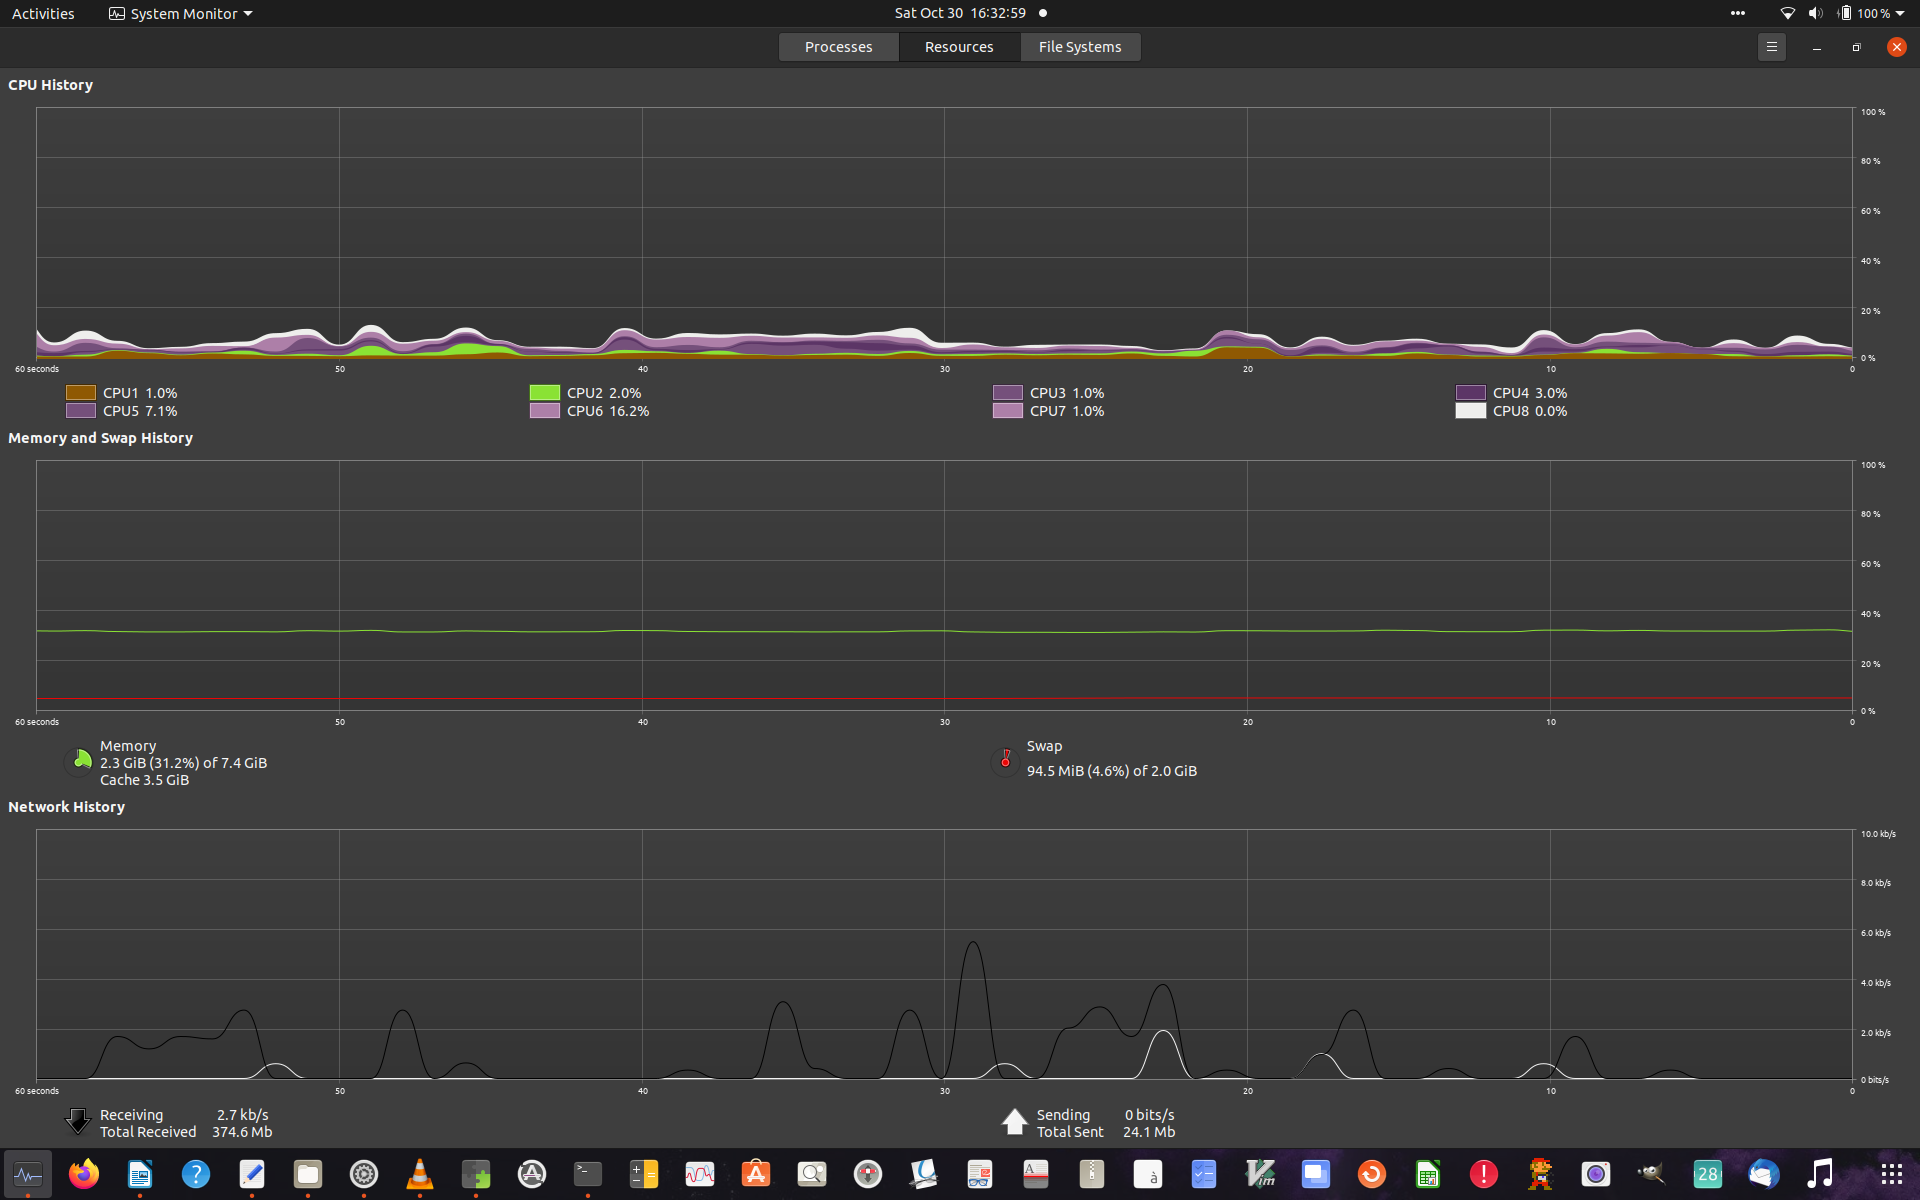 Activities System Monitor Sat Oct 30 16:32:59 100 %
Processes Resources File Systems
CPU History
100 %
80 %
60 %
40 %
20 %
0 %
60 seconds 50 40 30 20 10 0
CPU1 1.0% CPU2 2.0% CPU3 1.0% CPU4 3.0%
CPU5 7.1% CPU6 16.2% CPU7 1.0% CPU8 0.0%
Memory and Swap History
100 %
80 %
60 %
40 %
20 %
0 %
60 seconds 50 40 30 20 10 0
Memory
2.3 GiB (31.2%) of 7.4 GiB
Cache 3.5 GiB
Swap
94.5 MiB (4.6%) of 2.0 GiB
Network History
10.0 kb/s
8.0 kb/s
6.0 kb/s
4.0 kb/s
2.0 kb/s
0 bits/s
60 seconds 50 40 30 20 10 0
Receiving 2.7 kb/s
Total Received 374.6 Mb
Sending 0 bits/s
Total Sent 24.1 Mb
? >_ A à Vim ! 28